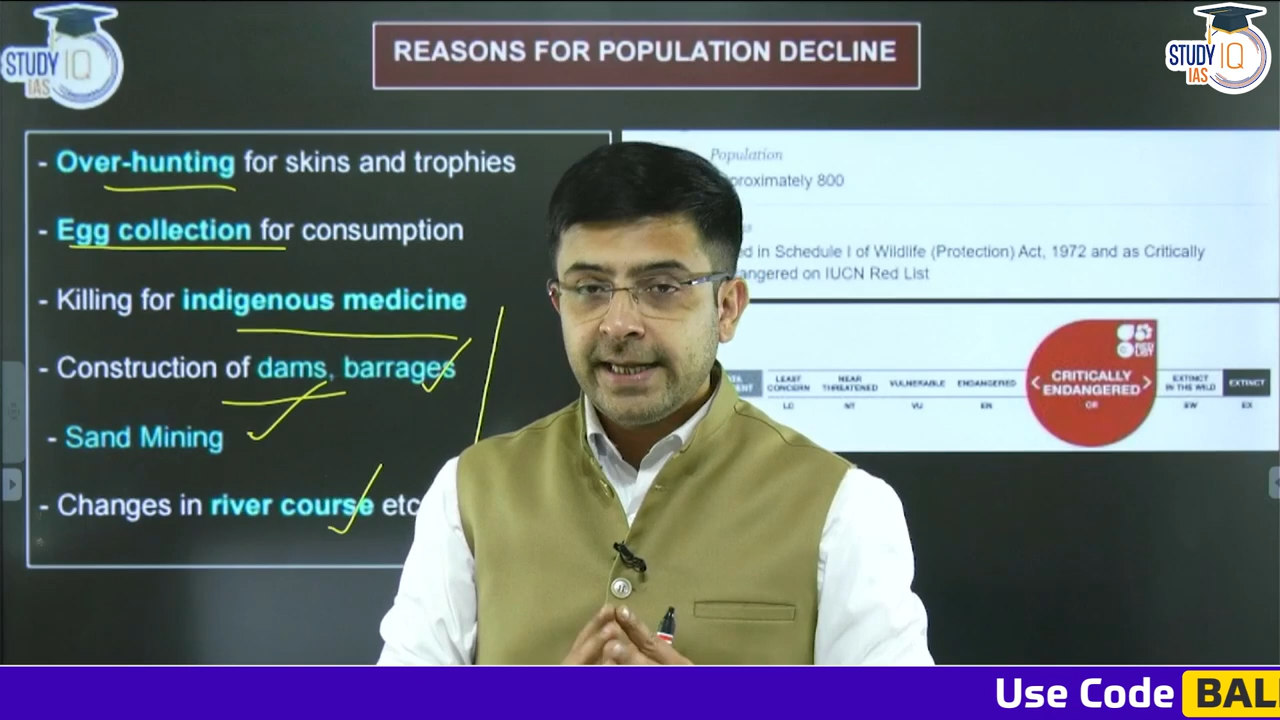 STUDY IQ
IAS
REASONS FOR POPULATION DECLINE
STUDY IQ
IAS
- Over-hunting for skins and trophies
- Egg collection for consumption
- Killing for indigenous medicine
- Construction of dams, barrages
- Sand Mining
- Changes in river course etc
Population
proximately 800
d in Schedule I of Wildlife (Protection) Act, 1972 and as Critically
angered on IUCN Red List
RED
LIST
LEAST CONCERN
NEAR THREATENED
VULNERABLE
ENDANGERED
< CRITICALLY ENDANGERED >
EXTINCT IN THE WILD
EXTINCT
LC
NT
VU
EN
CR
EW
EX
Use Code BAL